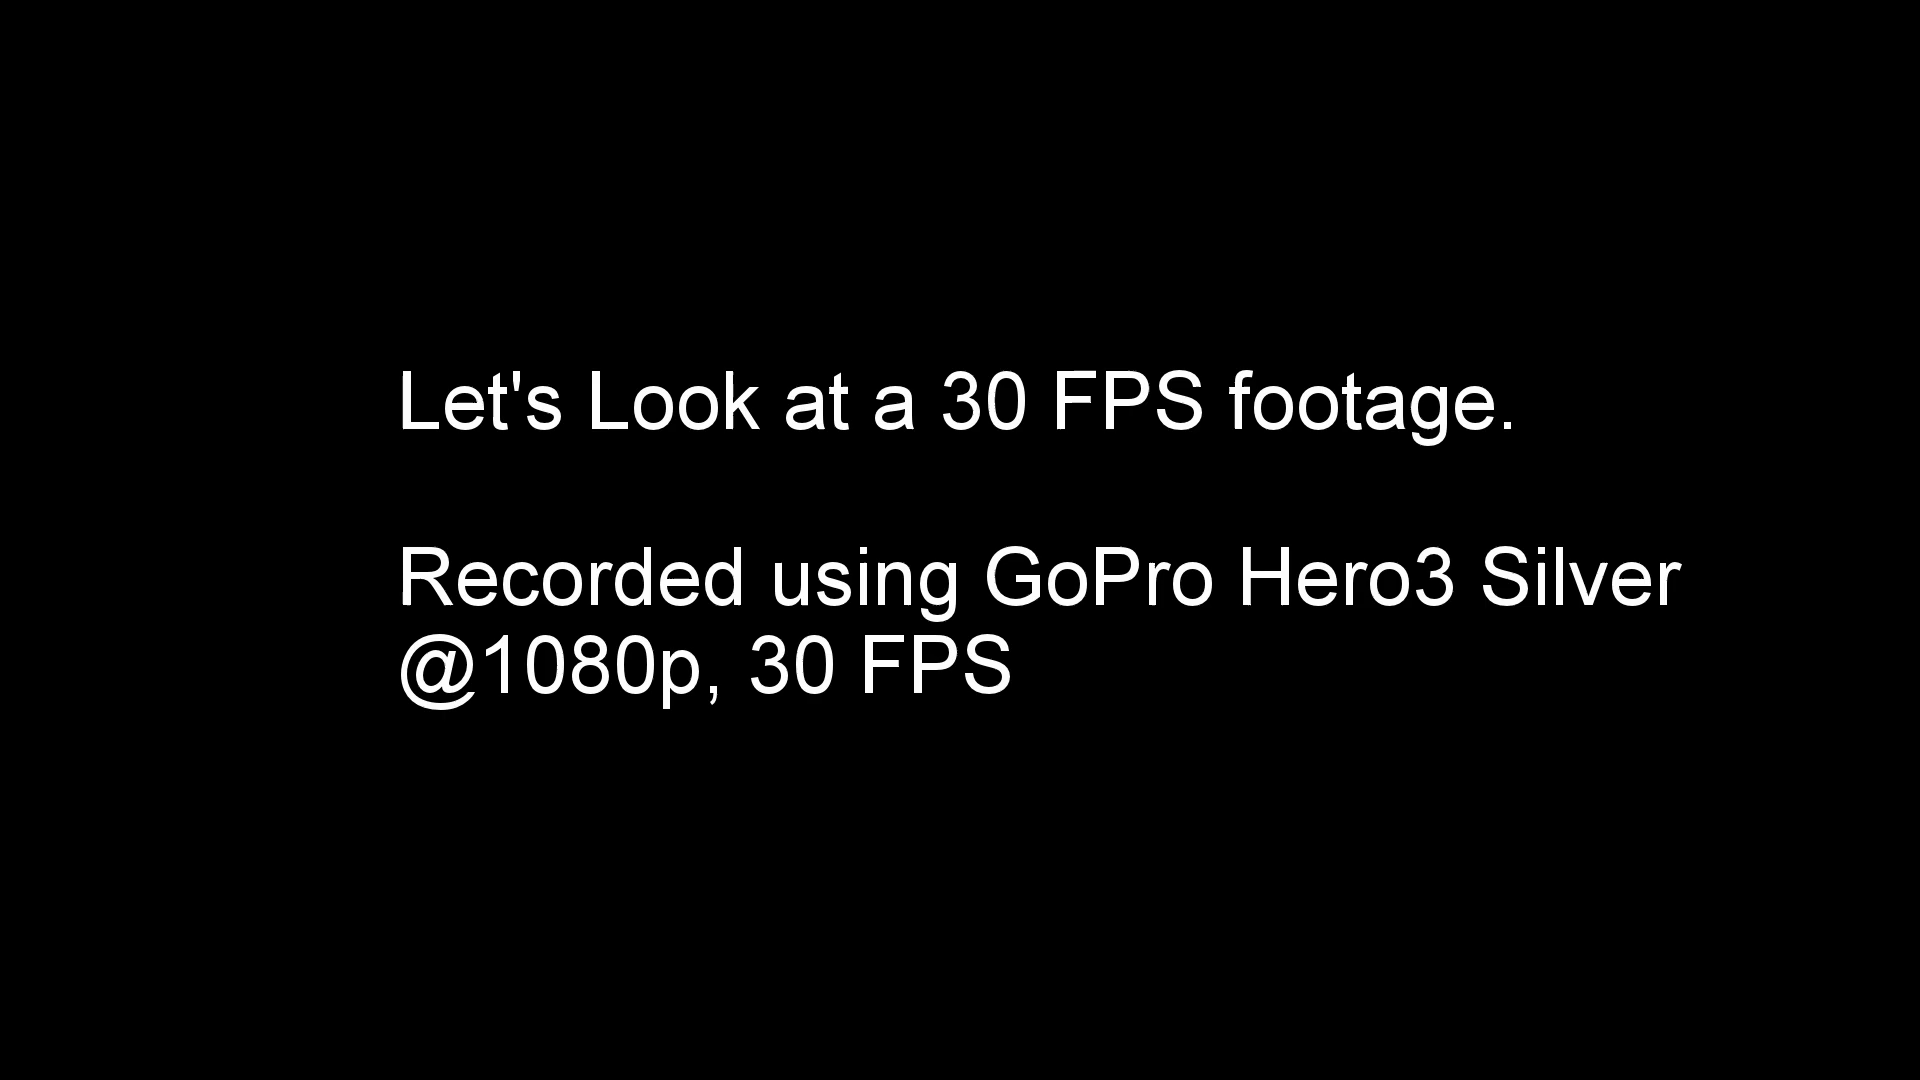 Let's Look at a 30 FPS footage.
Recorded using GoPro Hero3 Silver
@1080p, 30 FPS